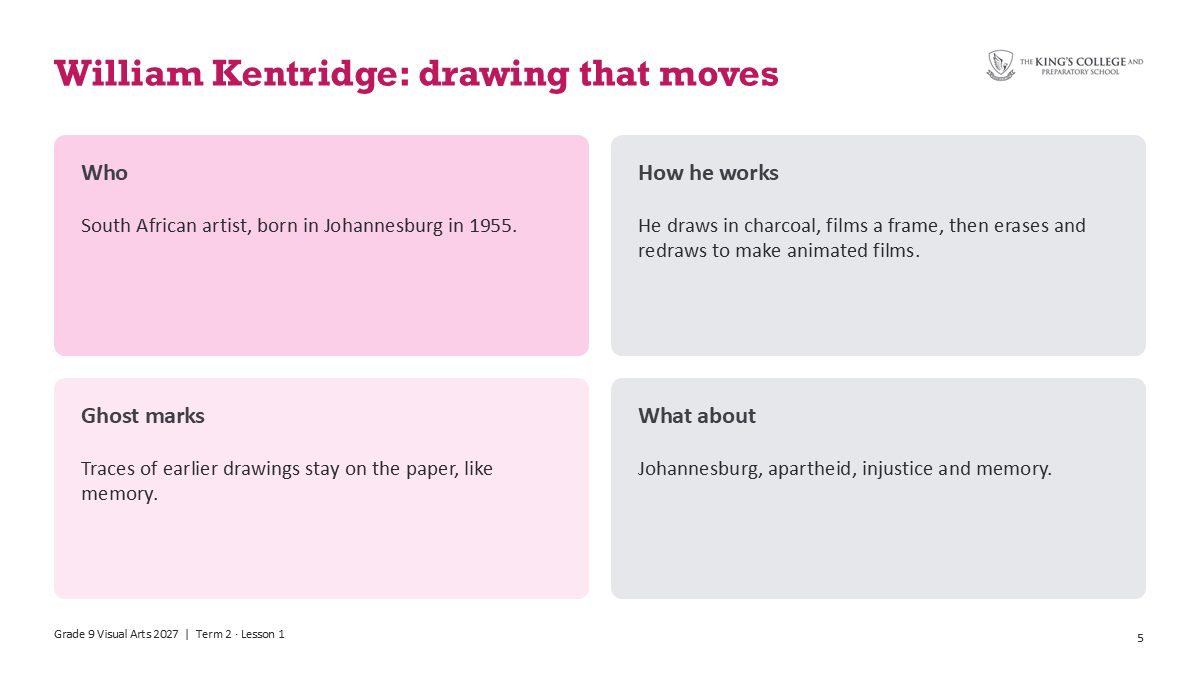 William Kentridge: drawing that moves
THE KING'S COLLEGE AND
PREPARATORY SCHOOL
Who
South African artist, born in Johannesburg in 1955.
How he works
He draws in charcoal, films a frame, then erases and
redraws to make animated films.
Ghost marks
Traces of earlier drawings stay on the paper, like
memory.
What about
Johannesburg, apartheid, injustice and memory.
Grade 9 Visual Arts 2027 | Term 2 · Lesson 1
5